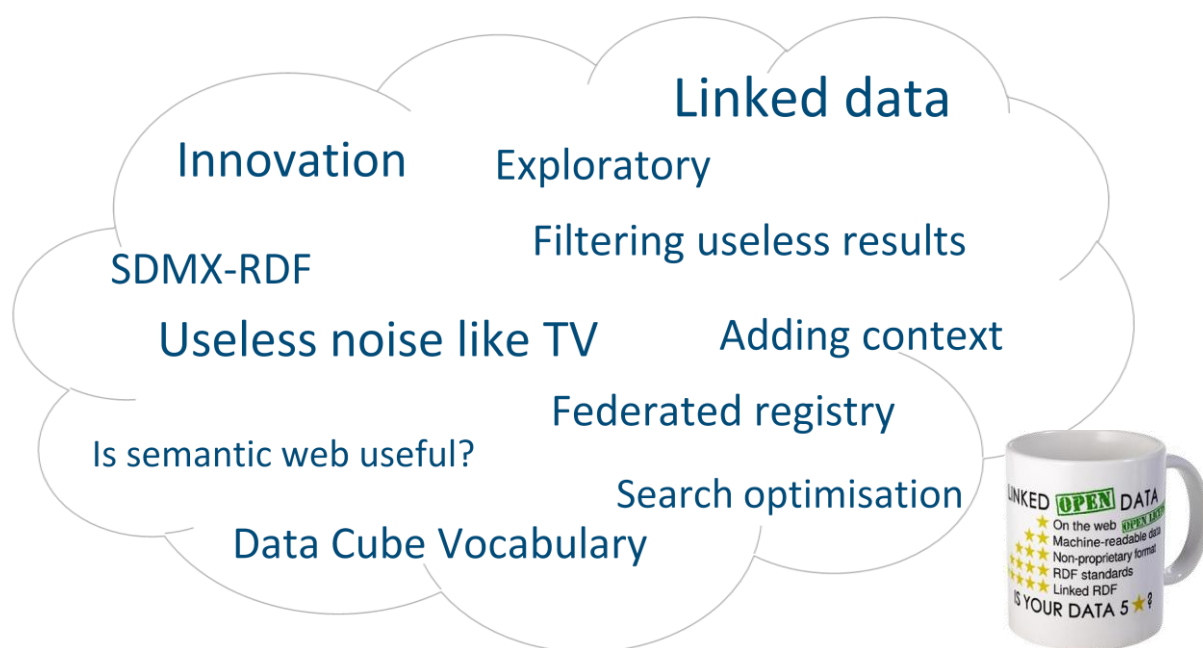 Linked data
Innovation
Exploratory
Filtering useless results
SDMX-RDF
Useless noise like TV
Adding context
Federated registry
Is semantic web useful?
Search optimisation
Data Cube Vocabulary
LINKED OPEN DATA
On the web OPEN
Machine-readable data
Non-proprietary format
RDF standards
Linked RDF
IS YOUR DATA 5 ★ ?